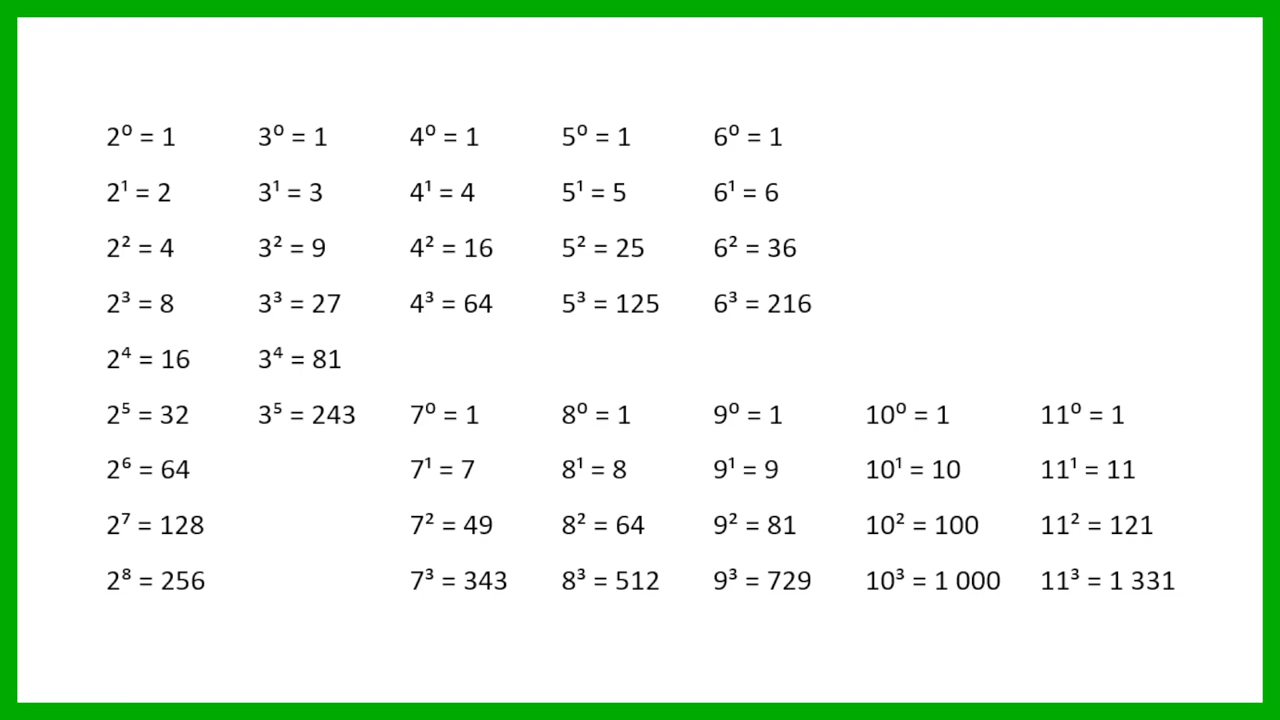 2⁰ = 1 3⁰ = 1 4⁰ = 1 5⁰ = 1 6⁰ = 1
2¹ = 2 3¹ = 3 4¹ = 4 5¹ = 5 6¹ = 6
2² = 4 3² = 9 4² = 16 5² = 25 6² = 36
2³ = 8 3³ = 27 4³ = 64 5³ = 125 6³ = 216
2⁴ = 16 3⁴ = 81
2⁵ = 32 3⁵ = 243 7⁰ = 1 8⁰ = 1 9⁰ = 1 10⁰ = 1 11⁰ = 1
2⁶ = 64 7¹ = 7 8¹ = 8 9¹ = 9 10¹ = 10 11¹ = 11
2⁷ = 128 7² = 49 8² = 64 9² = 81 10² = 100 11² = 121
2⁸ = 256 7³ = 343 8³ = 512 9³ = 729 10³ = 1 000 11³ = 1 331